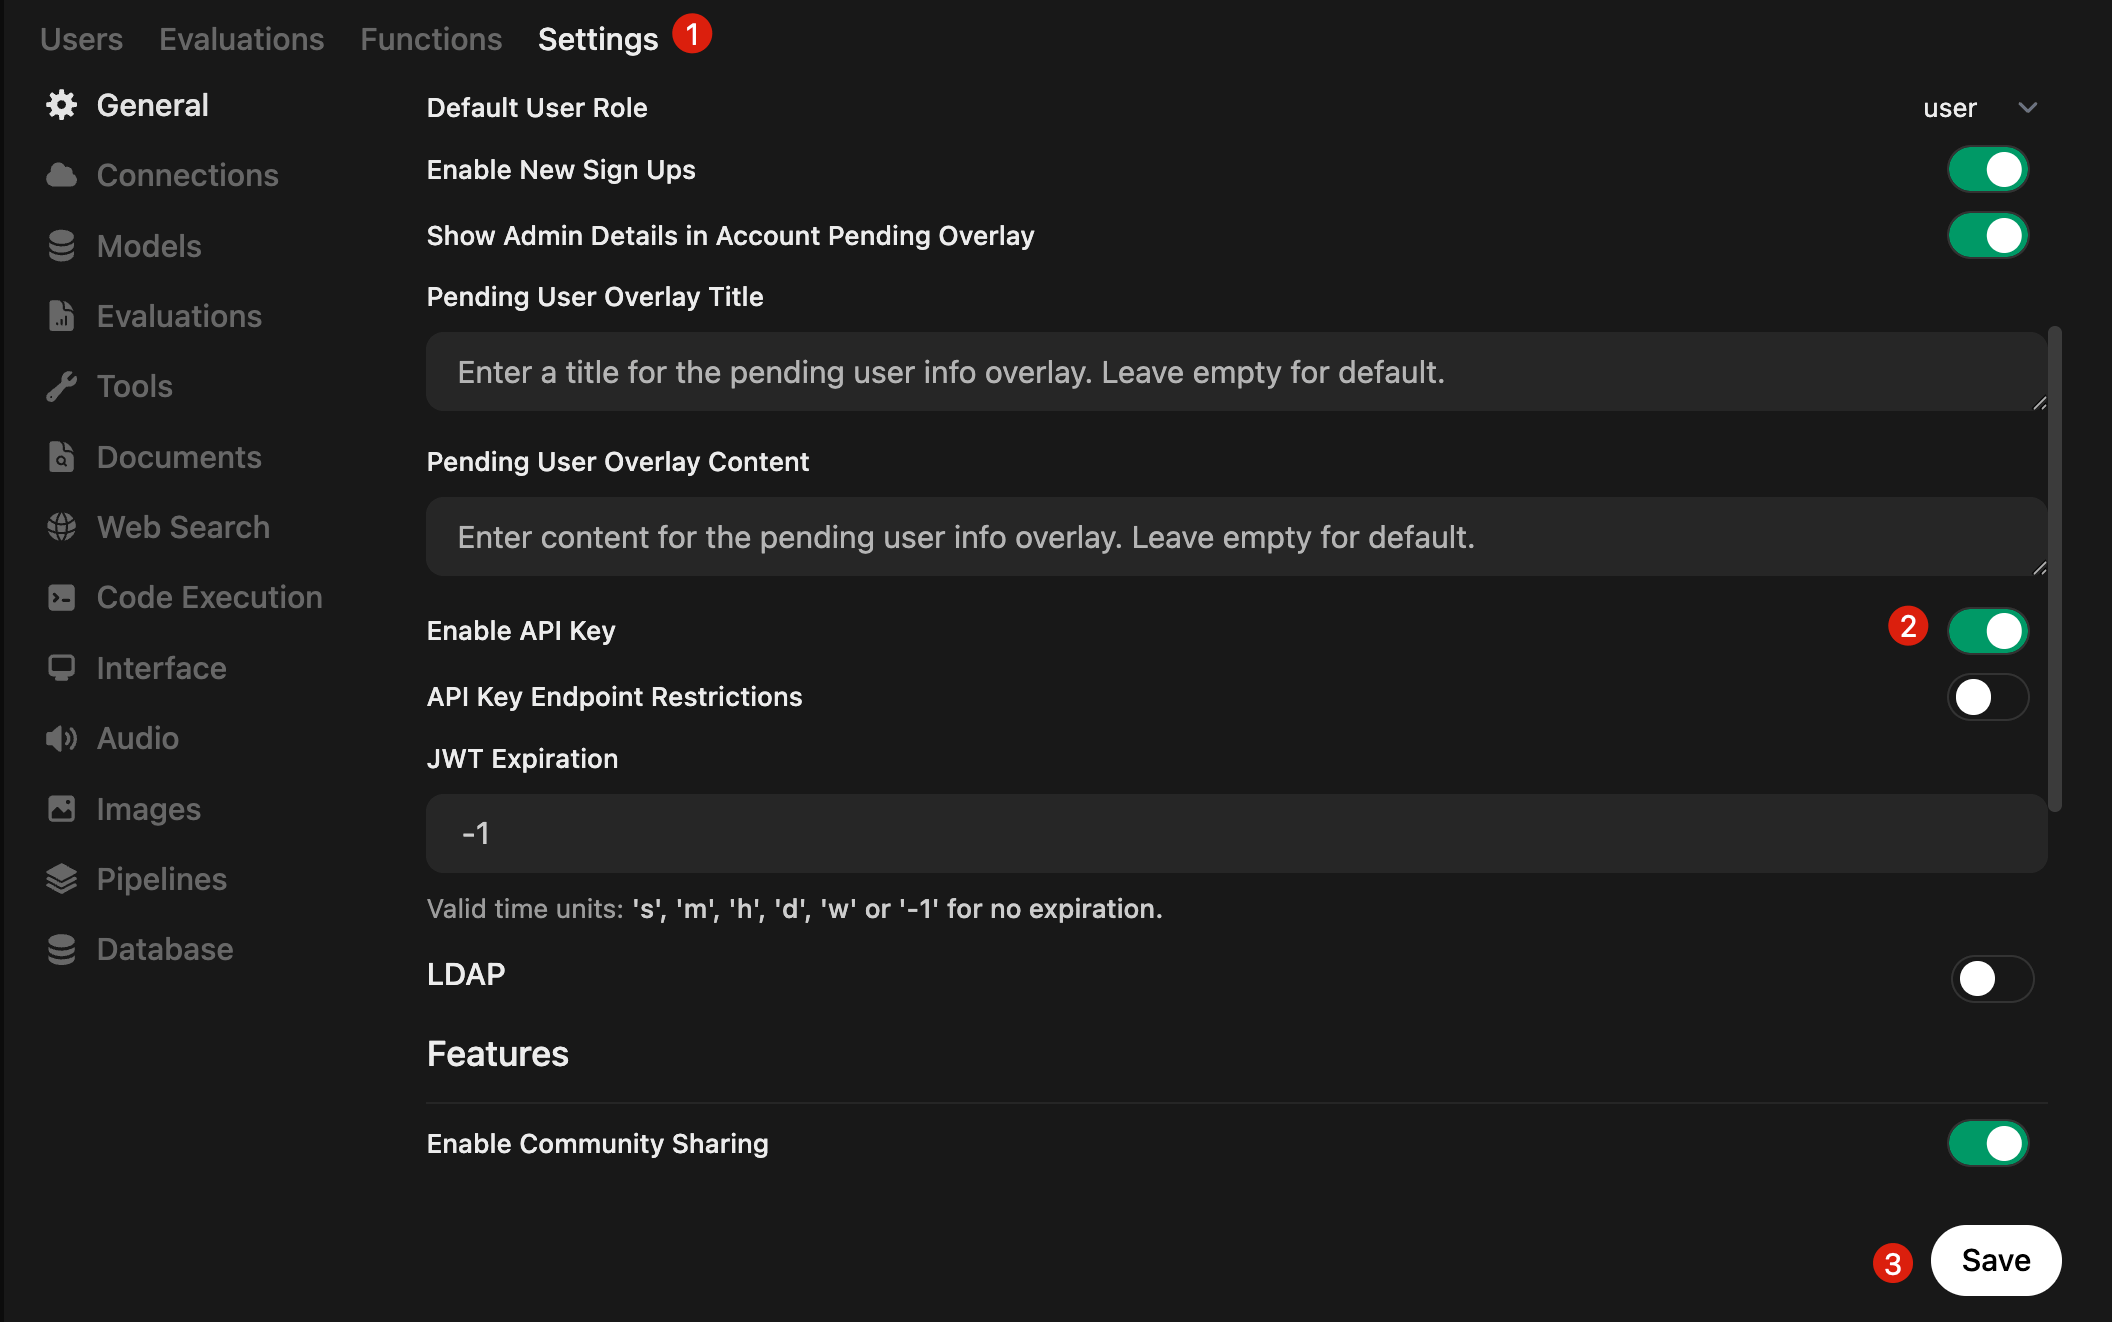 Users Evaluations Functions Settings 1
General
Connections
Models
Evaluations
Tools
Documents
Web Search
Code Execution
Interface
Audio
Images
Pipelines
Database
Default User Role user
Enable New Sign Ups
Show Admin Details in Account Pending Overlay
Pending User Overlay Title
Enter a title for the pending user info overlay. Leave empty for default.
Pending User Overlay Content
Enter content for the pending user info overlay. Leave empty for default.
Enable API Key 2
API Key Endpoint Restrictions
JWT Expiration
-1
Valid time units: 's', 'm', 'h', 'd', 'w' or '-1' for no expiration.
LDAP
Features
Enable Community Sharing
3 Save